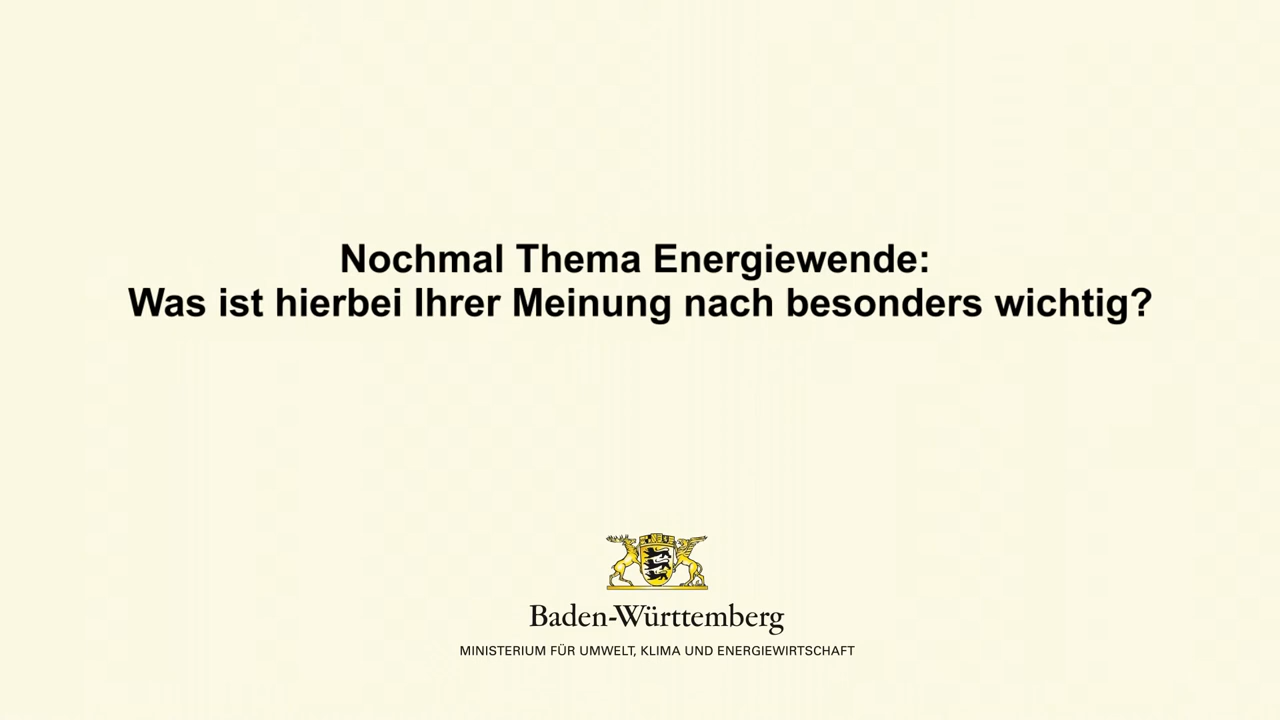 Nochmal Thema Energiewende:
Was ist hierbei Ihrer Meinung nach besonders wichtig?
Baden-Württemberg
MINISTERIUM FÜR UMWELT, KLIMA UND ENERGIEWIRTSCHAFT